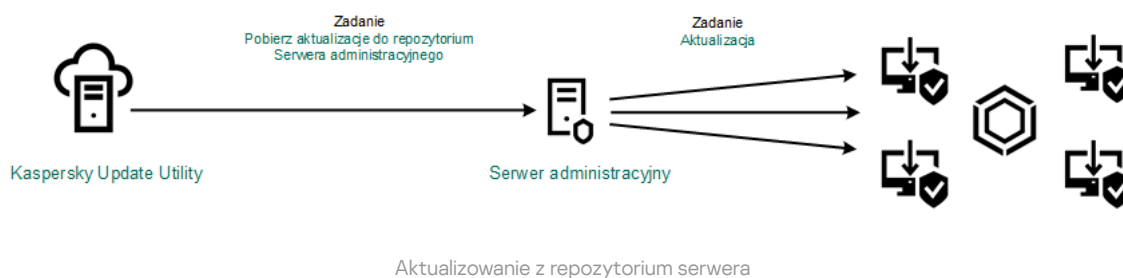 Zadanie
Pobierz aktualizacje do repozytorium
Serwera administracyjnego
Zadanie
Aktualizacja
Kaspersky Update Utility
Serwer administracyjny
Aktualizowanie z repozytorium serwera